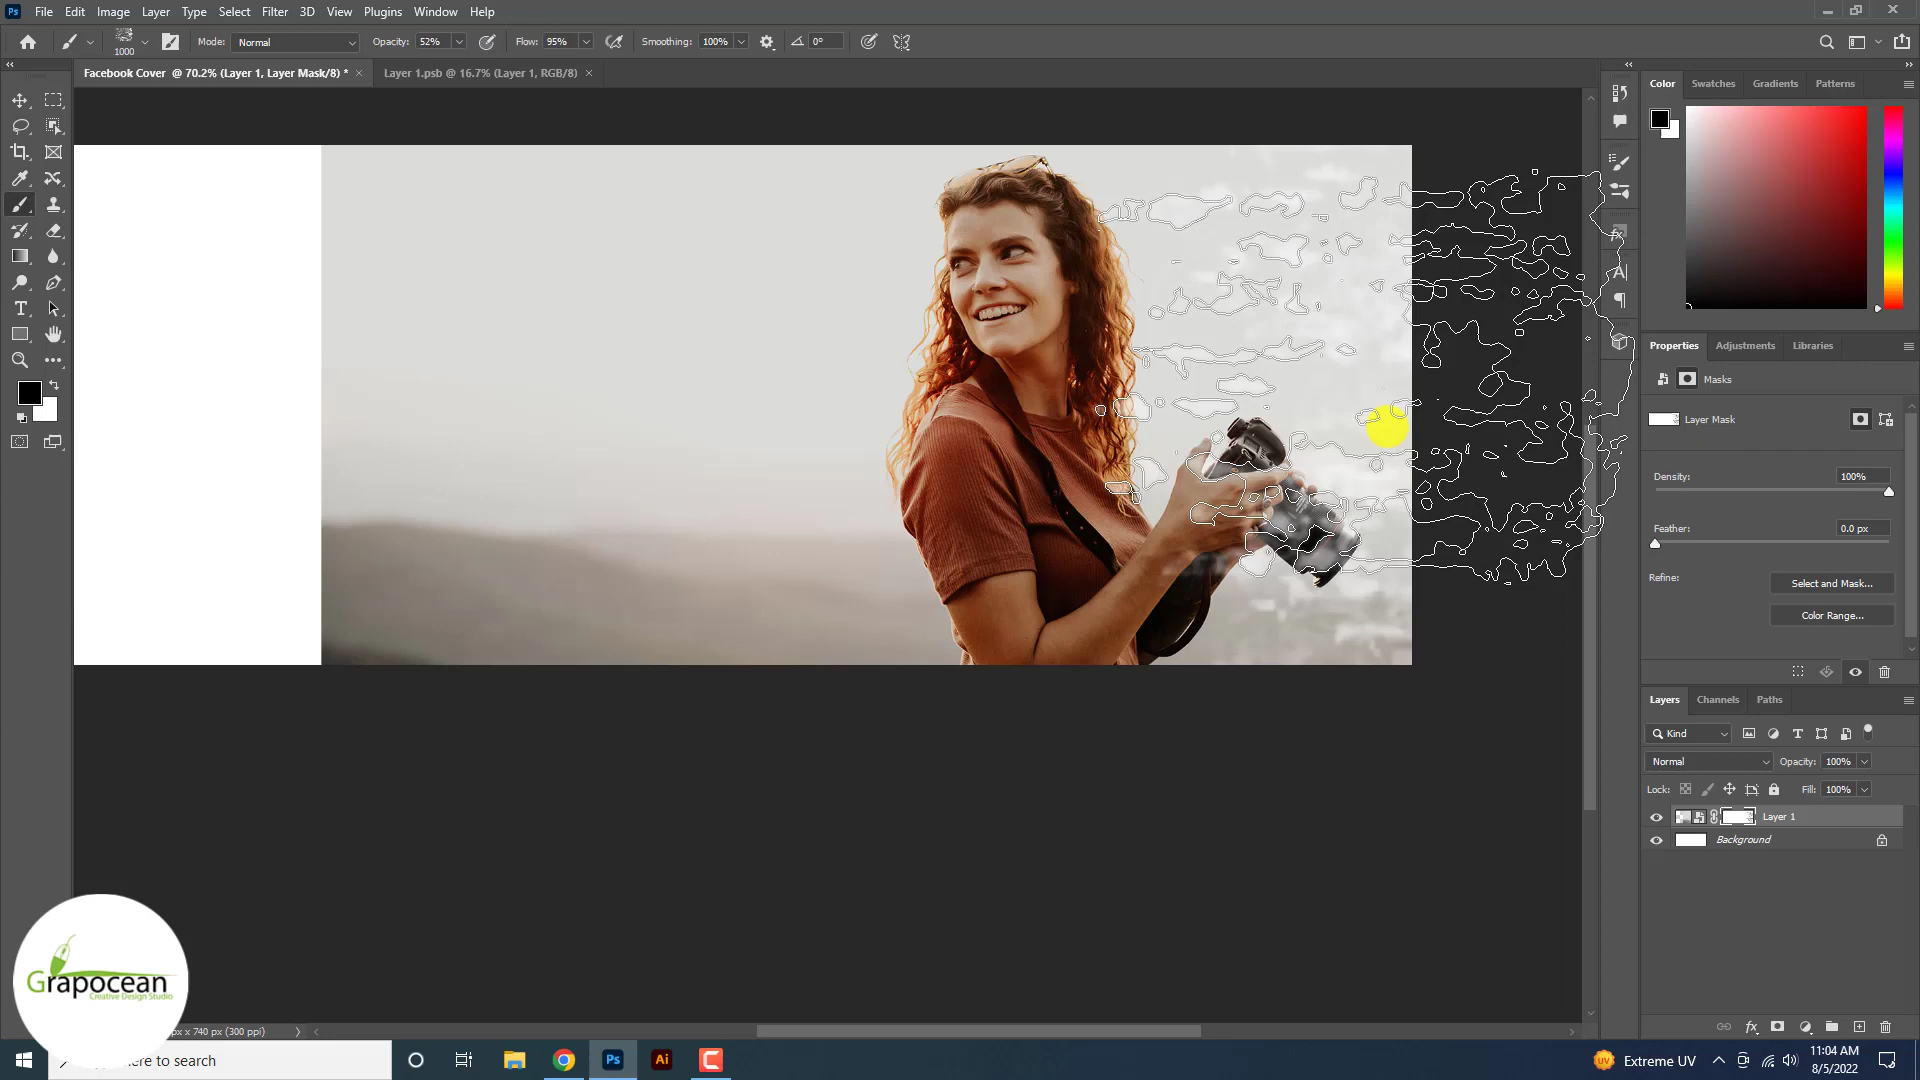 Ps File Edit Image Layer Type Select Filter 3D View Plugins Window Help
1000 Mode: Normal Opacity: 52% Flow: 95% Smoothing: 100% 0°
Facebook Cover @ 70.2% (Layer 1, Layer Mask/8) * × Layer 1.psb @ 16.7% (Layer 1, RGB/8) ×
Color Swatches Gradients Patterns
Properties Adjustments Libraries
Masks
Layer Mask
Density: 100%
Feather: 0.0 px
Refine: Select and Mask...
Color Range...
Layers Channels Paths
Kind
Normal Opacity: 100%
Lock: Fill: 100%
Layer 1
Background
Grapocean
Creative Design Studio
px x 740 px (300 ppi)
here to search
Ps Ai
Extreme UV
11:04 AM
8/5/2022